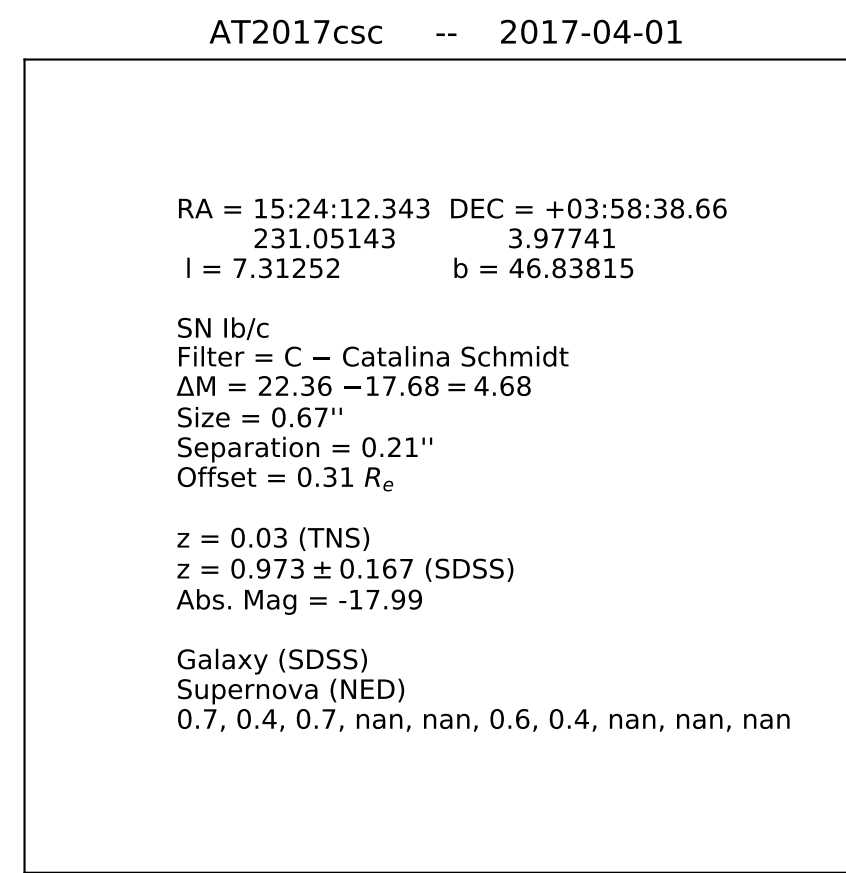 AT2017csc -- 2017-04-01
RA = 15:24:12.343 DEC = +03:58:38.66
231.05143 3.97741
l = 7.31252 b = 46.83815
SN Ib/c
Filter = C − Catalina Schmidt
ΔM = 22.36 −17.68 = 4.68
Size = 0.67''
Separation = 0.21''
Offset = 0.31 Rₑ
z = 0.03 (TNS)
z = 0.973 ± 0.167 (SDSS)
Abs. Mag = -17.99
Galaxy (SDSS)
Supernova (NED)
0.7, 0.4, 0.7, nan, nan, 0.6, 0.4, nan, nan, nan